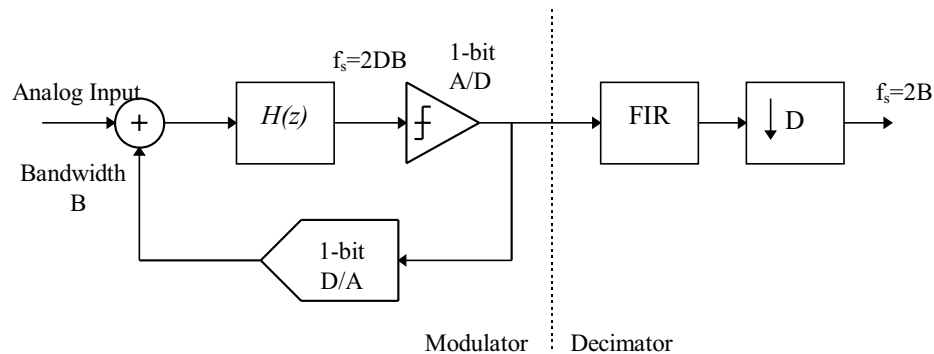 Analog Input
+
Bandwidth
B
H(z)
fₛ=2DB
1-bit
A/D
1-bit
D/A
FIR
D
fₛ=2B
Modulator
Decimator